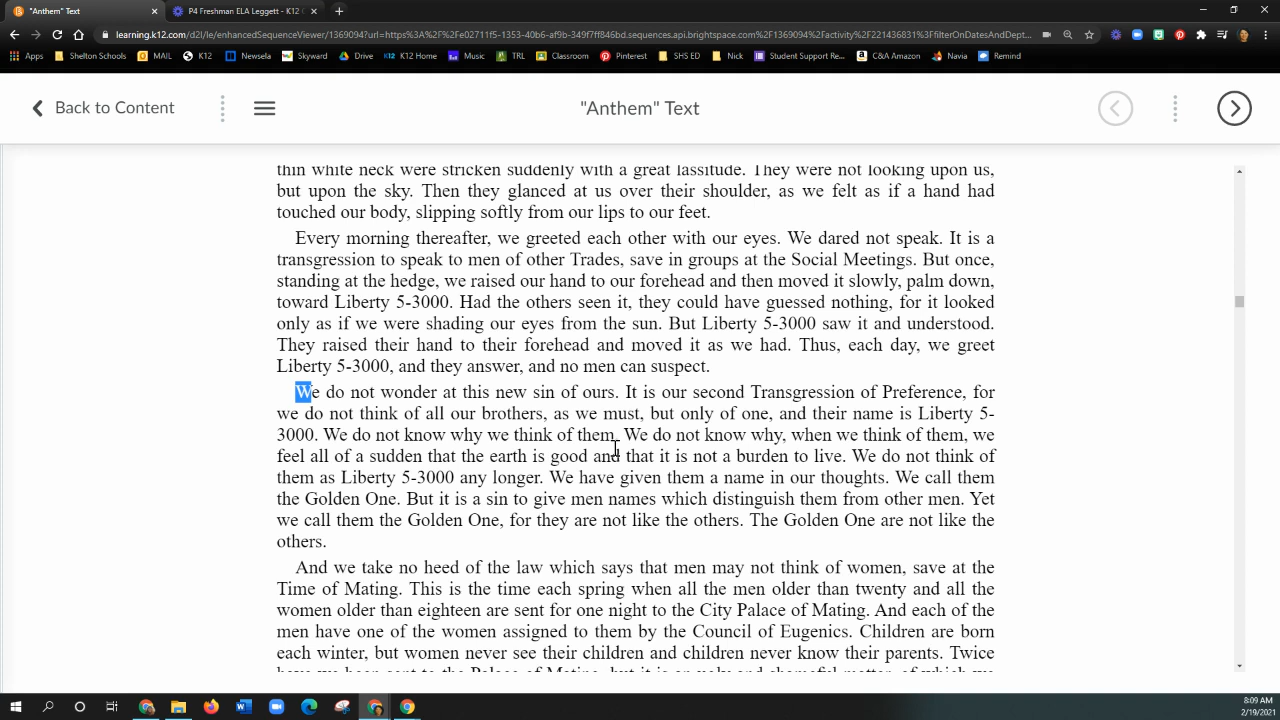 "Anthem" Text
P4 Freshman ELA Leggett - K12
learning.k12.com/d2l/le/enhancedSequenceViewer/1369094?url=https%3A%2F%2Fe02711f5-1353-40b6-af9b-349f7ff846bd.sequences.api.brightspace.com%2F1369094%2Factivity%2F221436831%3FfilterOnDatesAndDept...
Apps Shelton Schools MAIL K12 Newsela Skyward Drive K12 Home Music TRL Classroom Pinterest SHS ED Nick Student Support Re... C&A Amazon Navia Remind
Back to Content
"Anthem" Text
thin white neck were stricken suddenly with a great lassitude. They were not looking upon us,
but upon the sky. Then they glanced at us over their shoulder, as we felt as if a hand had
touched our body, slipping softly from our lips to our feet.
Every morning thereafter, we greeted each other with our eyes. We dared not speak. It is a
transgression to speak to men of other Trades, save in groups at the Social Meetings. But once,
standing at the hedge, we raised our hand to our forehead and then moved it slowly, palm down,
toward Liberty 5-3000. Had the others seen it, they could have guessed nothing, for it looked
only as if we were shading our eyes from the sun. But Liberty 5-3000 saw it and understood.
They raised their hand to their forehead and moved it as we had. Thus, each day, we greet
Liberty 5-3000, and they answer, and no men can suspect.
We do not wonder at this new sin of ours. It is our second Transgression of Preference, for
we do not think of all our brothers, as we must, but only of one, and their name is Liberty 5-
3000. We do not know why we think of them. We do not know why, when we think of them, we
feel all of a sudden that the earth is good and that it is not a burden to live. We do not think of
them as Liberty 5-3000 any longer. We have given them a name in our thoughts. We call them
the Golden One. But it is a sin to give men names which distinguish them from other men. Yet
we call them the Golden One, for they are not like the others. The Golden One are not like the
others.
And we take no heed of the law which says that men may not think of women, save at the
Time of Mating. This is the time each spring when all the men older than twenty and all the
women older than eighteen are sent for one night to the City Palace of Mating. And each of the
men have one of the women assigned to them by the Council of Eugenics. Children are born
each winter, but women never see their children and children never know their parents. Twice
have we been sent to the Palace of Mating, but it is an ugly and shameful matter, of which we
8:09 AM
2/19/2021